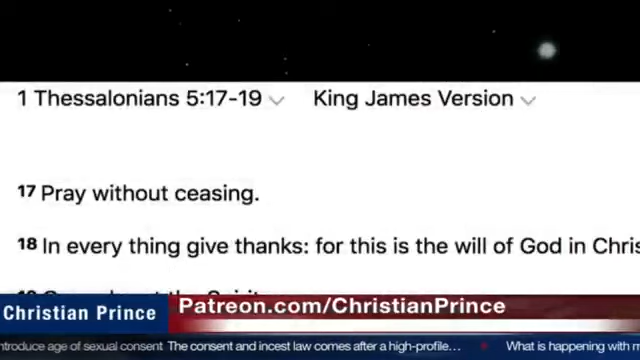 1 Thessalonians 5:17-19 King James Version
17 Pray without ceasing.
18 In every thing give thanks: for this is the will of God in Chris
Patreon.com/ChristianPrince
Christian Prince
ntroduce age of sexual consent The consent and incest law comes after a high-profile… What is happening with m